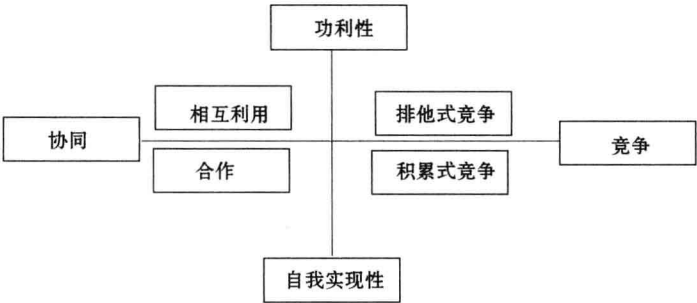 功利性
相互利用
排他式竞争
协同
竞争
合作
积累式竞争
自我实现性